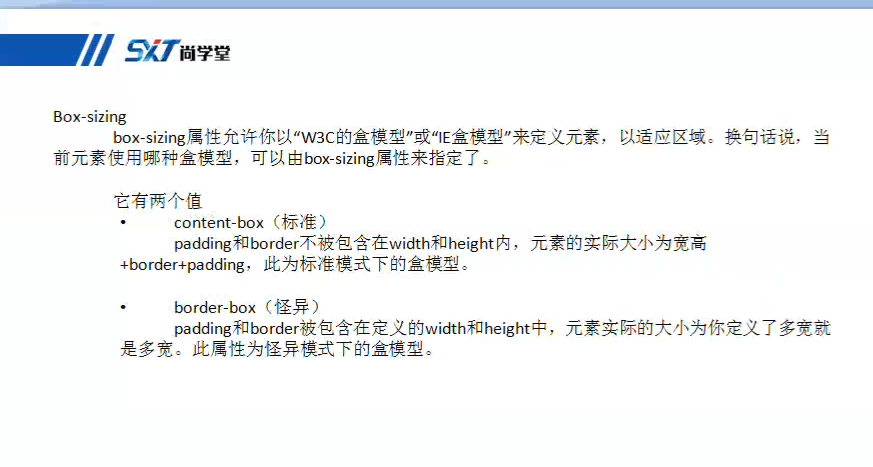 SXT尚学堂
Box-sizing
box-sizing属性允许你以“W3C的盒模型”或“IE盒模型”来定义元素，以适应区域。换句话说，当
前元素使用哪种盒模型，可以由box-sizing属性来指定了。
它有两个值
• content-box（标准）
padding和border不被包含在width和height内，元素的实际大小为宽高
+border+padding，此为标准模式下的盒模型。
• border-box（怪异）
padding和border被包含在定义的width和height中，元素实际的大小为你定义了多宽就
是多宽。此属性为怪异模式下的盒模型。